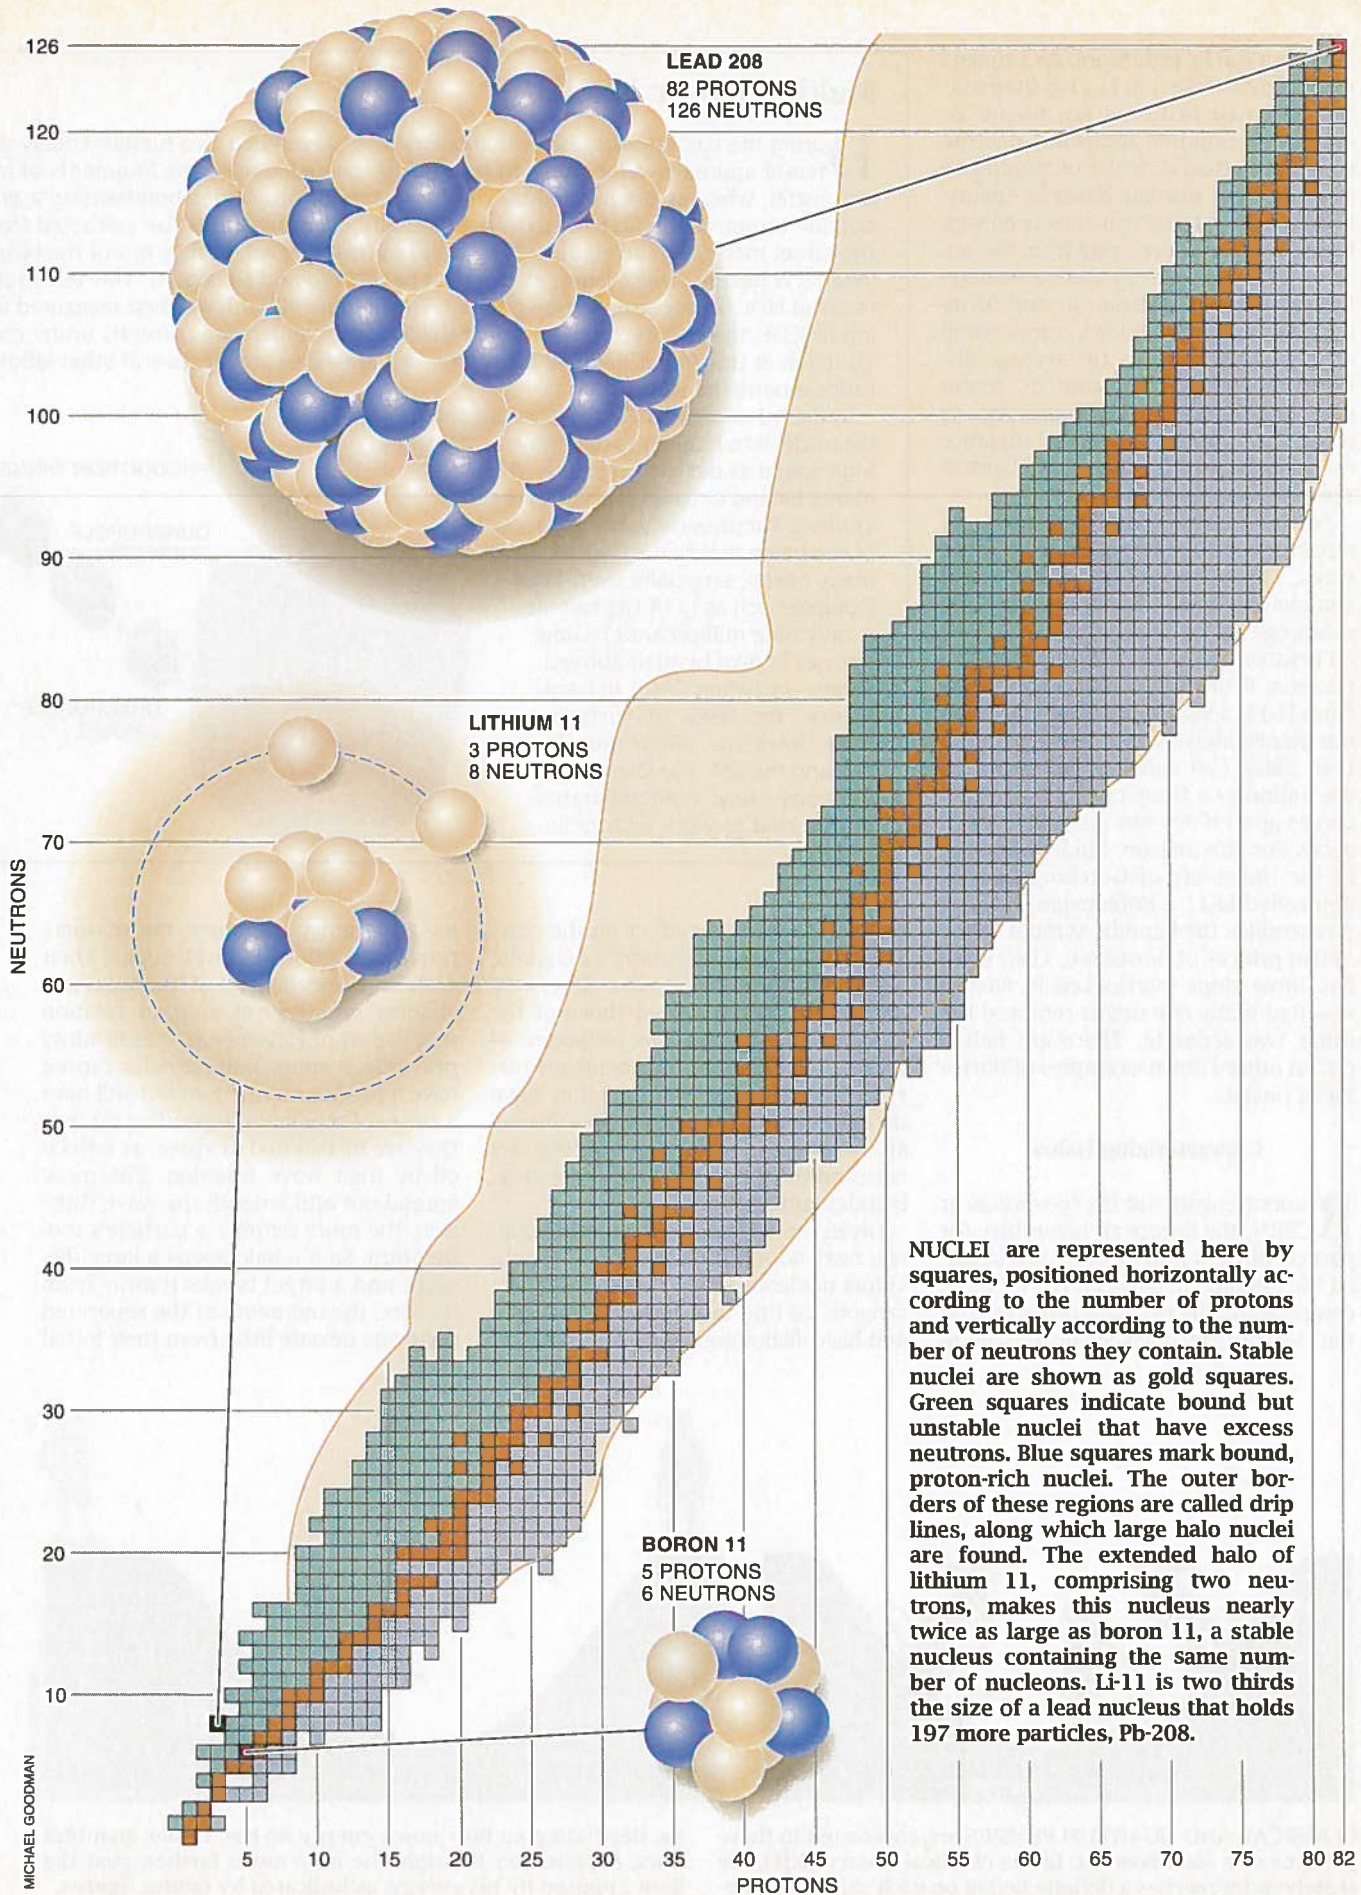 126
120
110
100
90
80
70
60
50
40
30
20
10
NEUTRONS
LEAD 208
82 PROTONS
126 NEUTRONS
LITHIUM 11
3 PROTONS
8 NEUTRONS
BORON 11
5 PROTONS
6 NEUTRONS
NUCLEI are represented here by
squares, positioned horizontally ac-
cording to the number of protons
and vertically according to the num-
ber of neutrons they contain. Stable
nuclei are shown as gold squares.
Green squares indicate bound but
unstable nuclei that have excess
neutrons. Blue squares mark bound,
proton-rich nuclei. The outer bor-
ders of these regions are called drip
lines, along which large halo nuclei
are found. The extended halo of
lithium 11, comprising two neu-
trons, makes this nucleus nearly
twice as large as boron 11, a stable
nucleus containing the same num-
ber of nucleons. Li-11 is two thirds
the size of a lead nucleus that holds
197 more particles, Pb-208.
MICHAEL GOODMAN
5 10 15 20 25 30 35 40 45 50 55 60 65 70 75 80 82
PROTONS